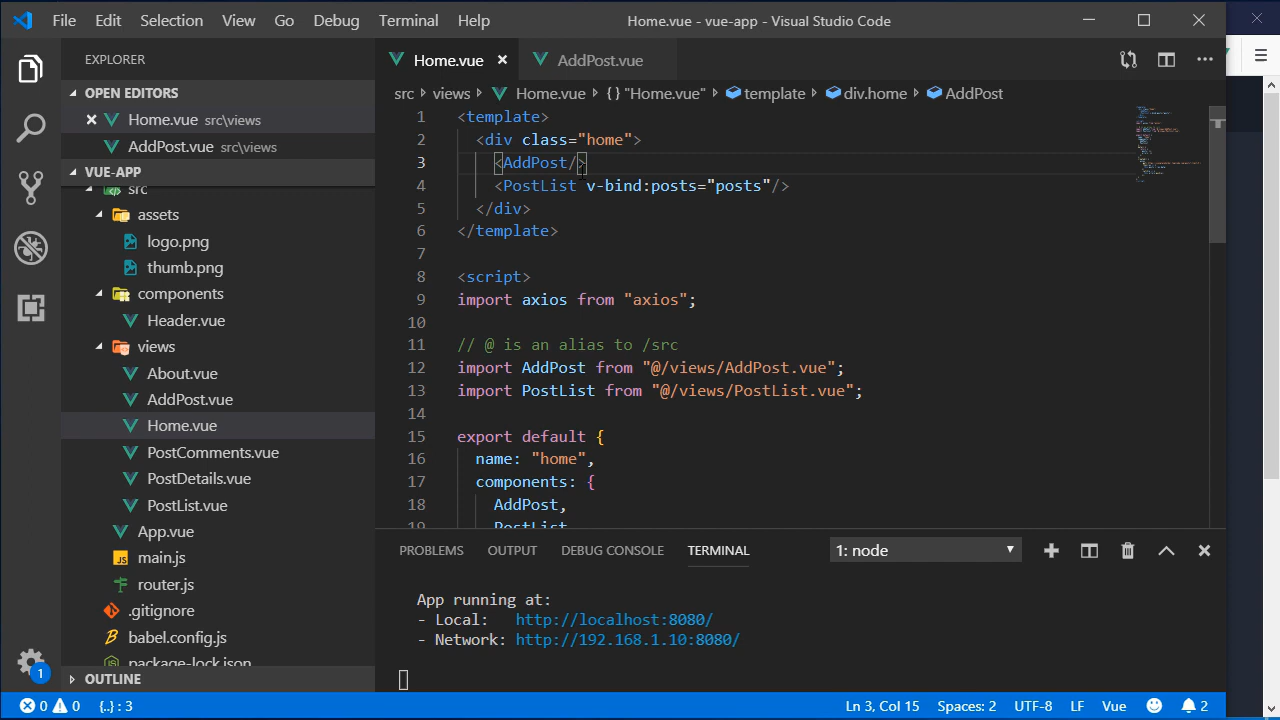 File Edit Selection View Go Debug Terminal Help Home.vue - vue-app - Visual Studio Code
EXPLORER
OPEN EDITORS
Home.vue src\views
AddPost.vue src\views
VUE-APP
src
assets
logo.png
thumb.png
components
Header.vue
views
About.vue
AddPost.vue
Home.vue
PostComments.vue
PostDetails.vue
PostList.vue
App.vue
main.js
router.js
.gitignore
babel.config.js
package-lock.json
OUTLINE
Home.vue AddPost.vue
src > views > Home.vue > {} "Home.vue" > template > div.home > AddPost
1 <template>
2 <div class="home">
3 <AddPost/>
4 <PostList v-bind:posts="posts"/>
5 </div>
6 </template>
7
8 <script>
9 import axios from "axios";
10
11 // @ is an alias to /src
12 import AddPost from "@/views/AddPost.vue";
13 import PostList from "@/views/PostList.vue";
14
15 export default {
16 name: "home",
17 components: {
18 AddPost,
19 PostList
PROBLEMS OUTPUT DEBUG CONSOLE TERMINAL 1: node
App running at:
- Local: http://localhost:8080/
- Network: http://192.168.1.10:8080/
1
0 0 {..} : 3 Ln 3, Col 15 Spaces: 2 UTF-8 LF Vue 2